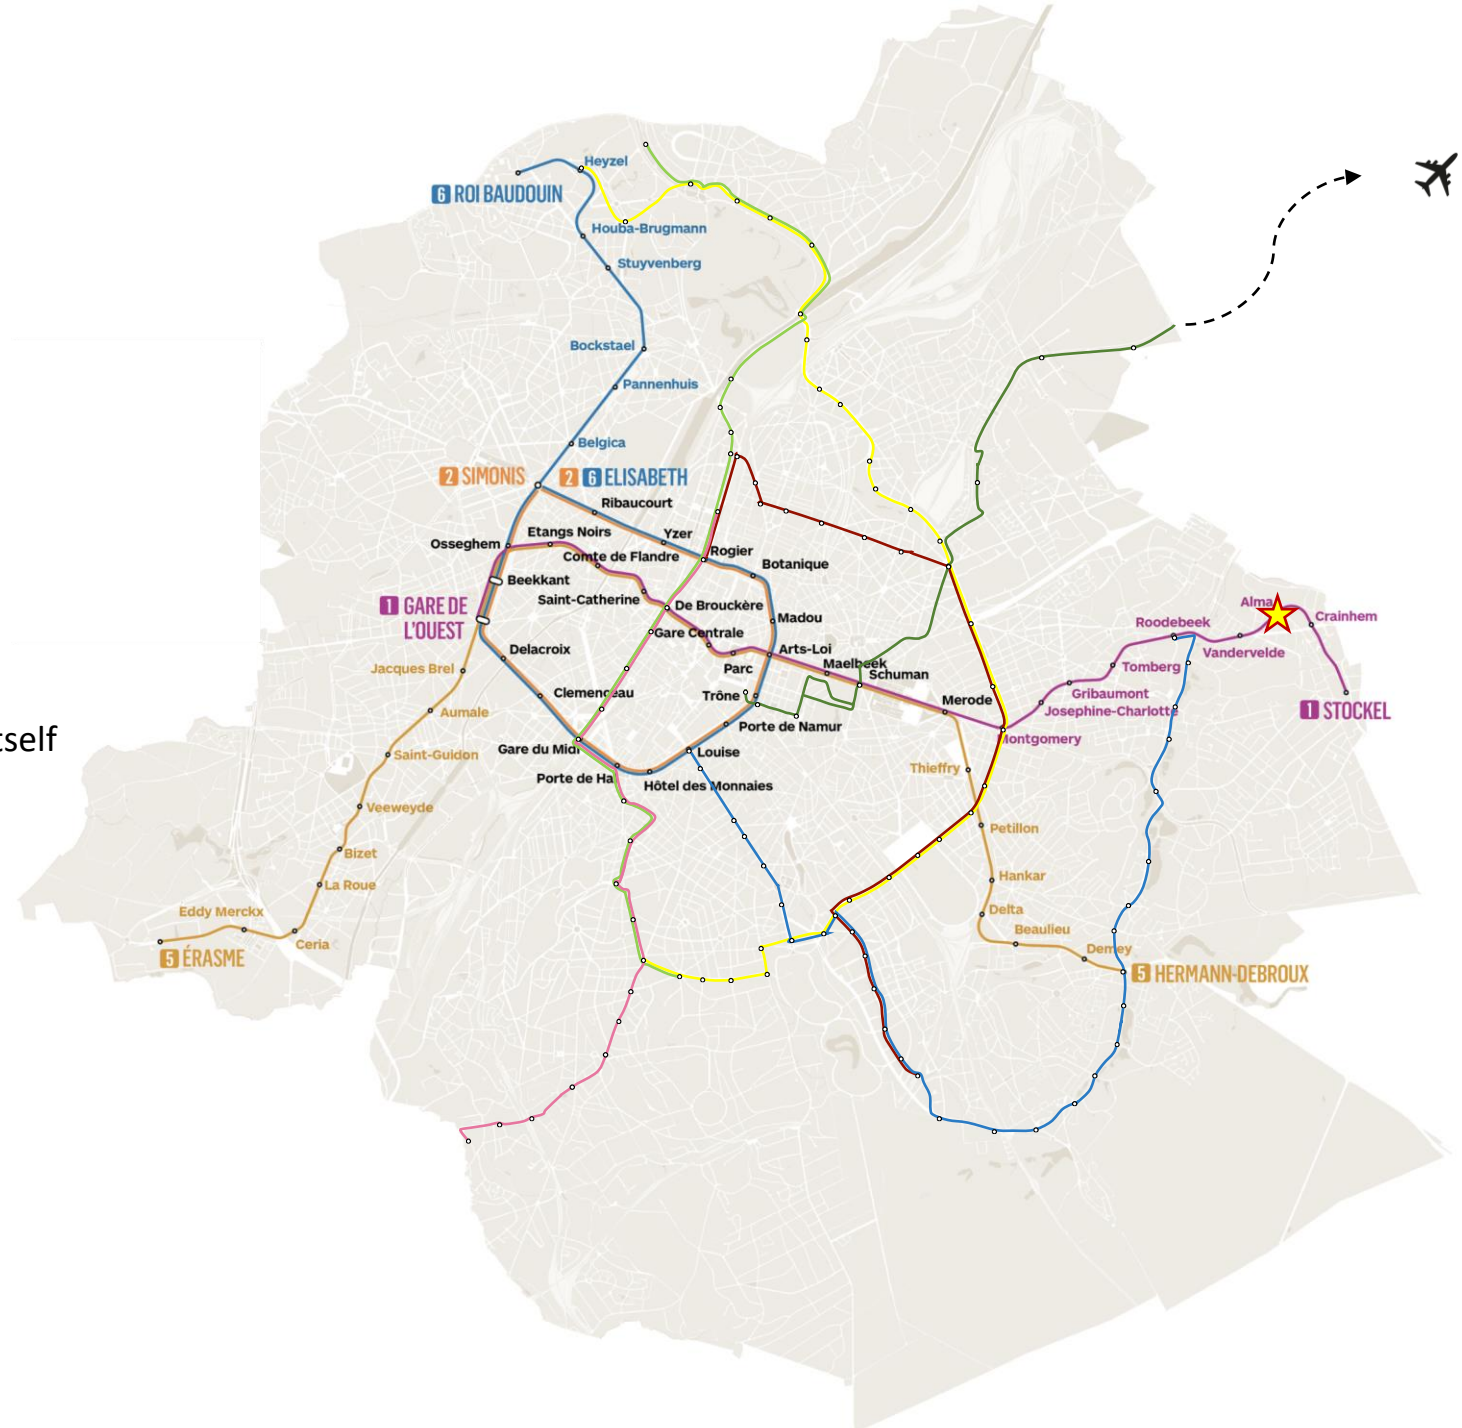 Heyzel
6 ROI BAUDOUIN
Houba-Brugmann
Stuyvenberg
Bockstael
Pannenhuis
Belgica
2 SIMONIS
2 6 ELISABETH
Ribaucourt
Etangs Noirs
Yzer
Osseghem
Comte de Flandre
Rogier
Botanique
Beekkant
Saint-Catherine
De Brouckère
1 GARE DE
L'OUEST
Madou
Gare Centrale
Delacroix
Arts-Loi
Parc
Maelbeek
Schuman
Jacques Brel
Clemenceau
Trône
Merode
Aumale
Porte de Namur
Alma
Crainhem
Roodebeek
Vandervelde
Tomberg
Gribaumont
Josephine-Charlotte
1 STOCKEL
Montgomery
tself
Saint-Guidon
Gare du Midi
Louise
Porte de Ha
Hôtel des Monnaies
Thieffry
Veeweyde
Petillon
Bizet
La Roue
Hankar
Eddy Merckx
Delta
Ceria
Beaulieu
Demey
5 ÉRASME
5 HERMANN-DEBROUX